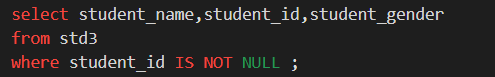 select student_name,student_id,student_gender
from std3
where student_id IS NOT NULL ;